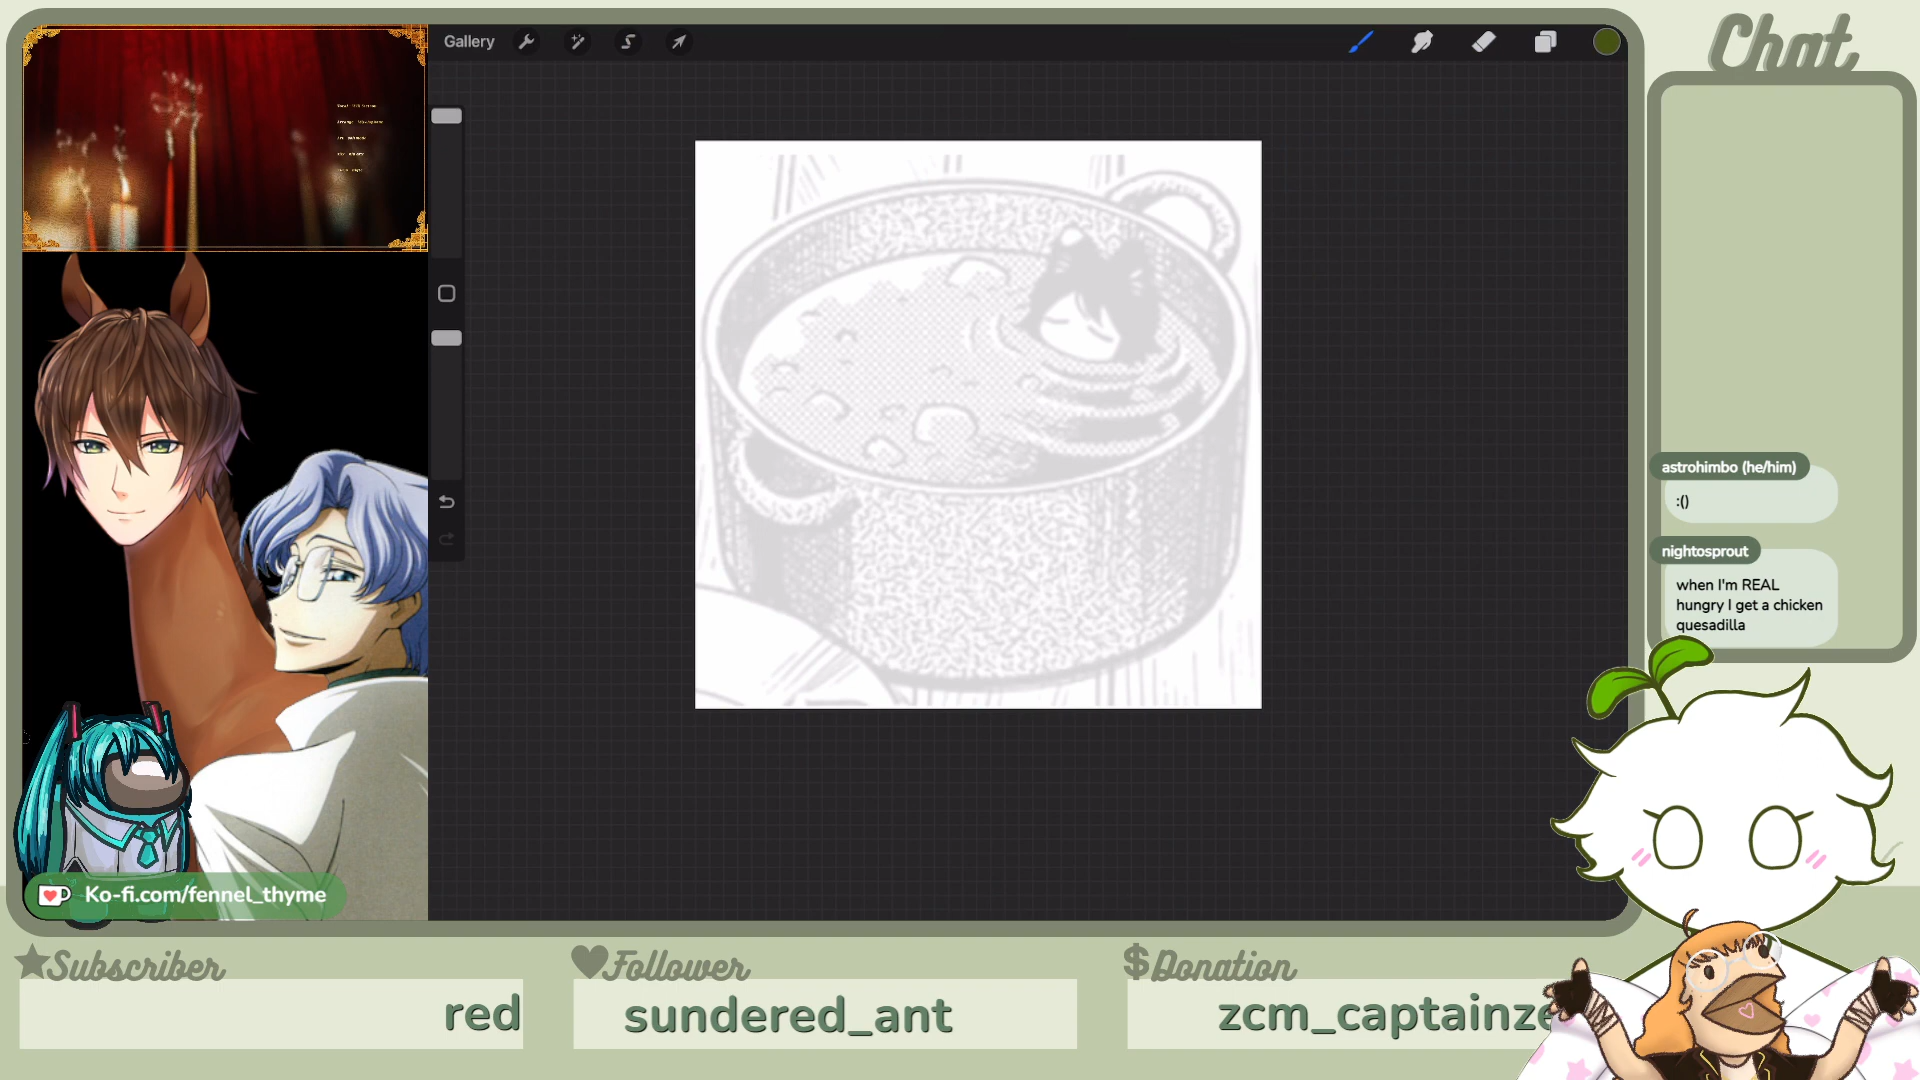 Gallery
Chat
astrohimbo (he/him)
:()
nightosprout
when I'm REAL
hungry I get a chicken
quesadilla
Ko-fi.com/fennel_thyme
Subscriber
red
Follower
sundered_ant
$Donation
zcm_captainze